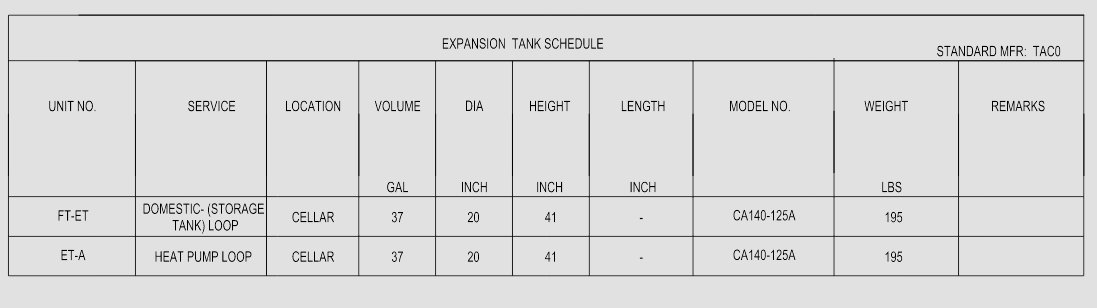 EXPANSION TANK SCHEDULE
STANDARD MFR: TACO
UNIT NO. SERVICE LOCATION VOLUME DIA HEIGHT LENGTH MODEL NO. WEIGHT REMARKS
GAL INCH INCH INCH LBS
FT-ET DOMESTIC- (STORAGE TANK) LOOP CELLAR 37 20 41 - CA140-125A 195
ET-A HEAT PUMP LOOP CELLAR 37 20 41 - CA140-125A 195